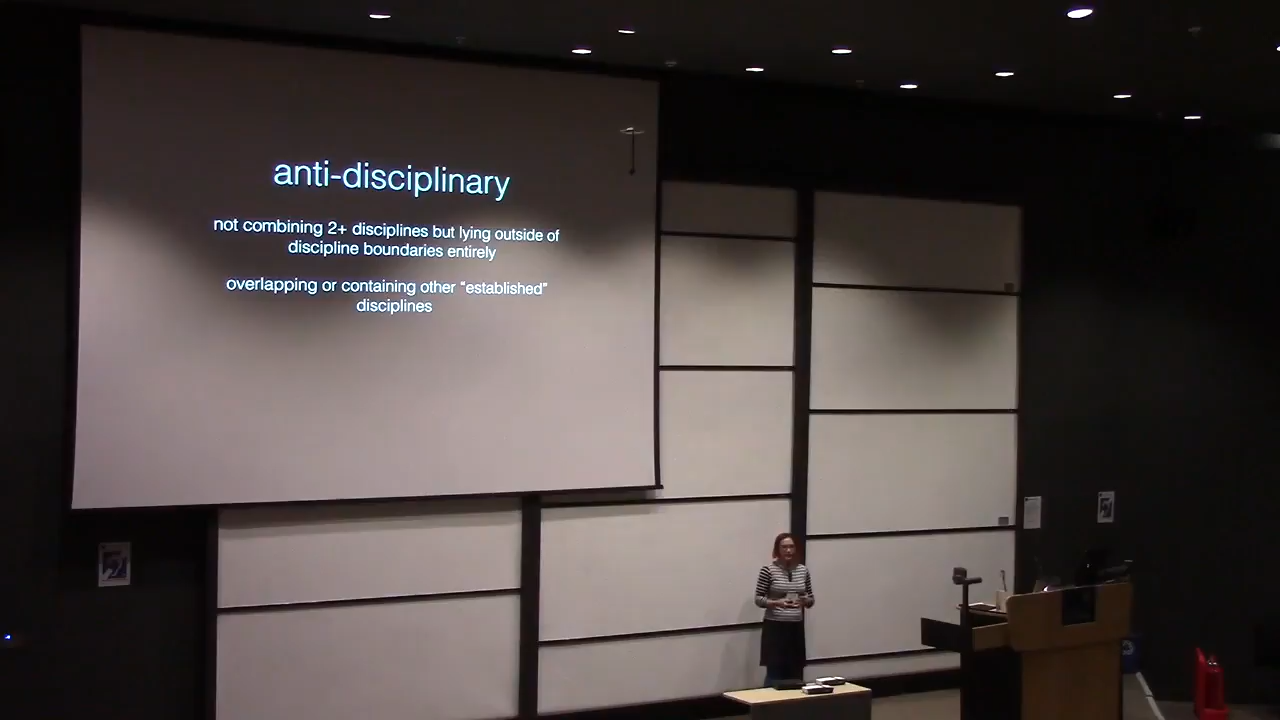 anti-disciplinary
not combining 2+ disciplines but lying outside of
discipline boundaries entirely
overlapping or containing other “established”
disciplines